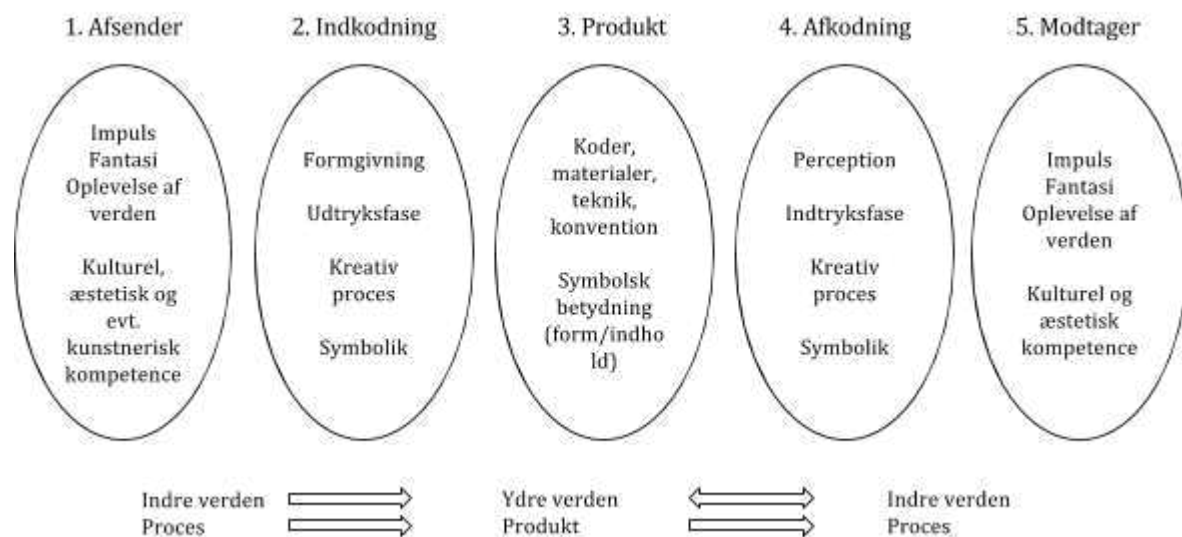 1. Afsender
2. Indkodning
3. Produkt
4. Afkodning
5. Modtager
Impuls
Fantasi
Oplevelse af
verden
Kulturel,
æstetisk og
evt.
kunstnerisk
kompetence
Formgivning
Udtryksfase
Kreativ
proces
Symbolik
Koder,
materialer,
teknik,
konvention
Symbolsk
betydning
(form/indho
ld)
Perception
Indtryksfase
Kreativ
proces
Symbolik
Impuls
Fantasi
Oplevelse af
verden
Kulturel og
æstetisk
kompetence
Indre verden
Proces
Ydre verden
Produkt
Indre verden
Proces